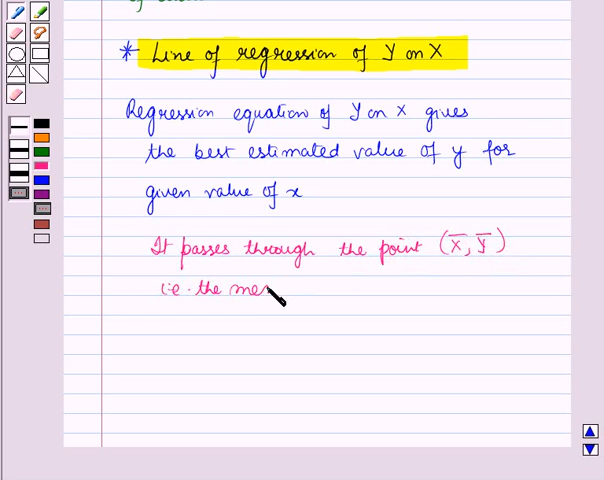 * Line of regression of Y on X
Regression equation of Y on X gives
the best estimated value of y for
given value of x
It passes through the point (X̅, Y̅)
i.e. the mea